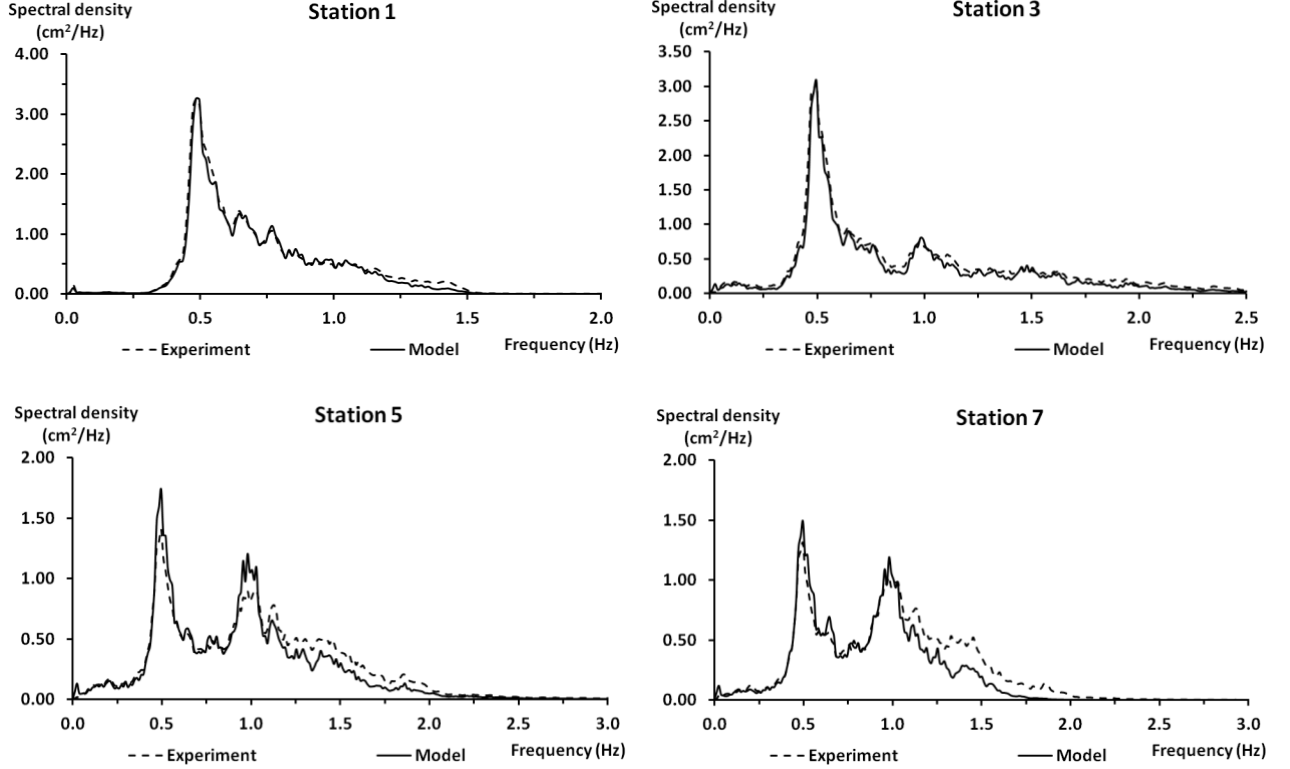 Spectral density
(cm²/Hz)
Station 1
4.00
3.00
2.00
1.00
0.00
0.0 0.5 1.0 1.5 2.0
Experiment Model Frequency (Hz)
Spectral density
(cm²/Hz)
Station 3
3.50
3.00
2.50
2.00
1.50
1.00
0.50
0.00
0.0 0.5 1.0 1.5 2.0 2.5
Experiment Model Frequency (Hz)
Spectral density
(cm²/Hz)
Station 5
2.00
1.50
1.00
0.50
0.00
0.0 0.5 1.0 1.5 2.0 2.5 3.0
Experiment Model Frequency (Hz)
Spectral density
(cm²/Hz)
Station 7
2.00
1.50
1.00
0.50
0.00
0.0 0.5 1.0 1.5 2.0 2.5 3.0
Experiment Model Frequency (Hz)